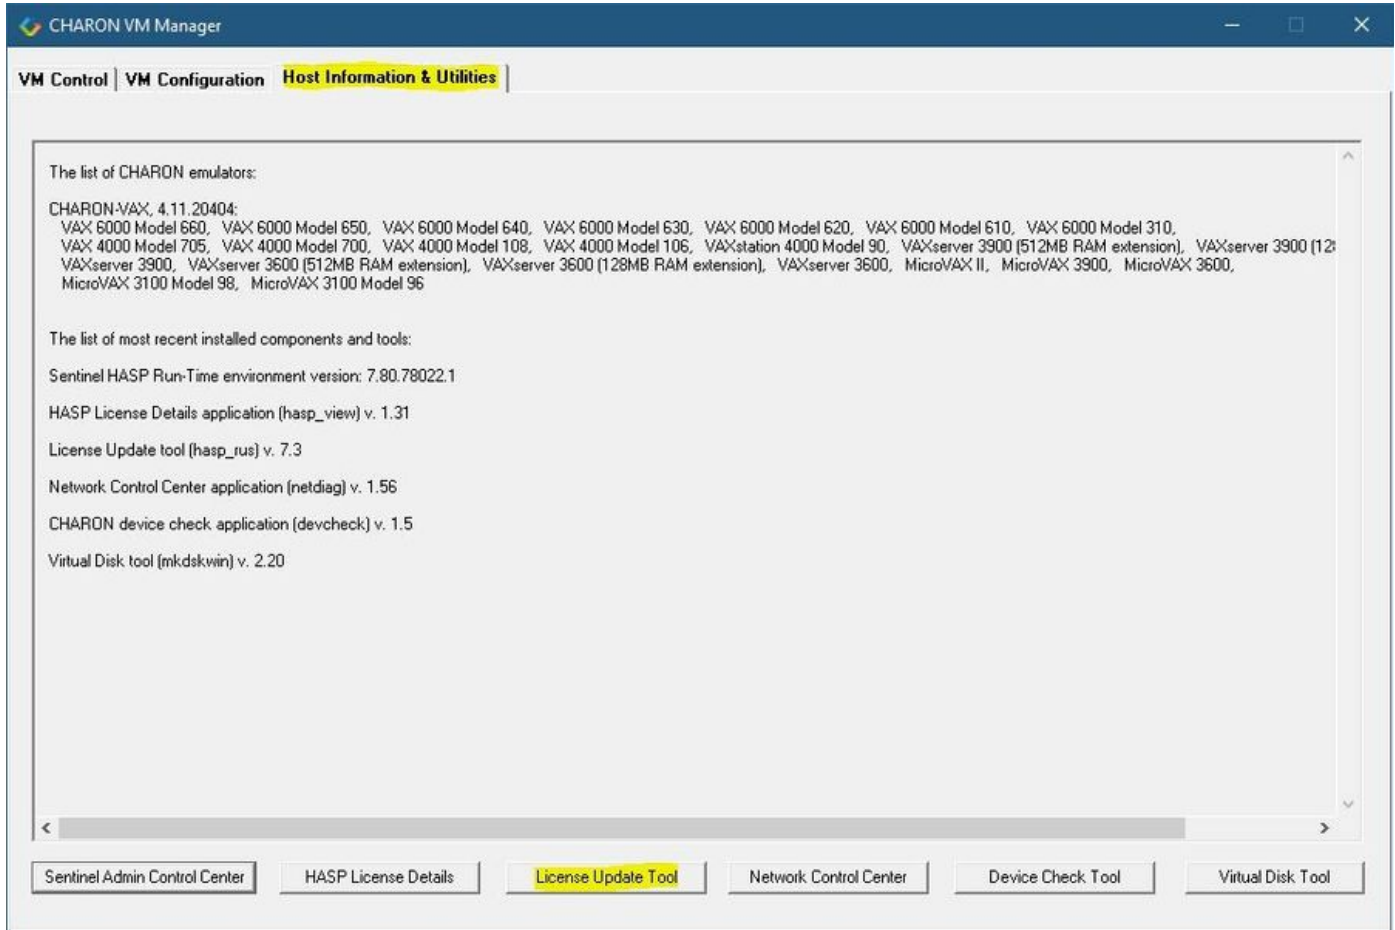 CHARON VM Manager
VM Control
VM Configuration
Host Information & Utilities
The list of CHARON emulators:
CHARON-VAX, 4.11.20404:
VAX 6000 Model 660, VAX 6000 Model 650, VAX 6000 Model 640, VAX 6000 Model 630, VAX 6000 Model 620, VAX 6000 Model 610, VAX 6000 Model 310,
VAX 4000 Model 705, VAX 4000 Model 700, VAX 4000 Model 108, VAX 4000 Model 106, VAXstation 4000 Model 90, VAXserver 3900 (512MB RAM extension), VAXserver 3900 (128
VAXserver 3900, VAXserver 3600 (512MB RAM extension), VAXserver 3600 (128MB RAM extension), VAXserver 3600, MicroVAX II, MicroVAX 3900, MicroVAX 3600,
MicroVAX 3100 Model 98, MicroVAX 3100 Model 96
The list of most recent installed components and tools:
Sentinel HASP Run-Time environment version: 7.80.78022.1
HASP License Details application (hasp_view) v. 1.31
License Update tool (hasp_rus) v. 7.3
Network Control Center application (netdiag) v. 1.56
CHARON device check application (devcheck) v. 1.5
Virtual Disk tool (mkdskwin) v. 2.20
Sentinel Admin Control Center
HASP License Details
License Update Tool
Network Control Center
Device Check Tool
Virtual Disk Tool